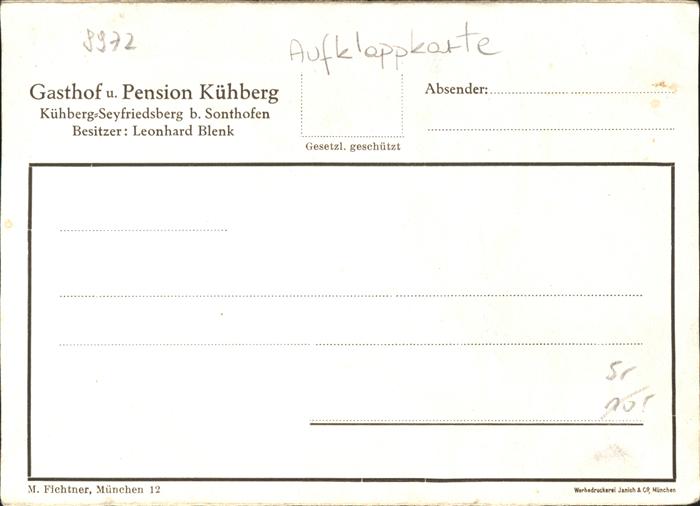 8972
Aufklappkarte
Gasthof u. Pension Kühberg
Kühberg-Seyfriedsberg b. Sonthofen
Besitzer: Leonhard Blenk
Absender:
Gesetzl. geschützt
5,-
M. Fichtner, München 12
Werbedruckerei Janich & Co, München